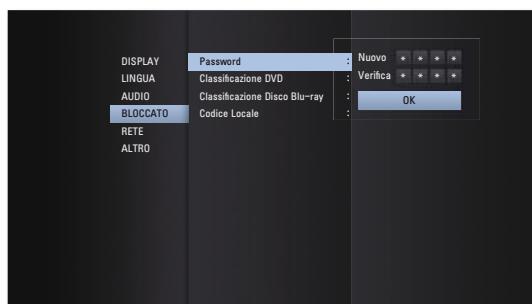 DISPLAY
LINGUA
AUDIO
BLOCCATO
RETE
ALTRO
Password :
Classificazione DVD
Classificazione Disco Blu-ray :
Codice Locale :
Nuovo * * * *
Verifica * * * *
OK